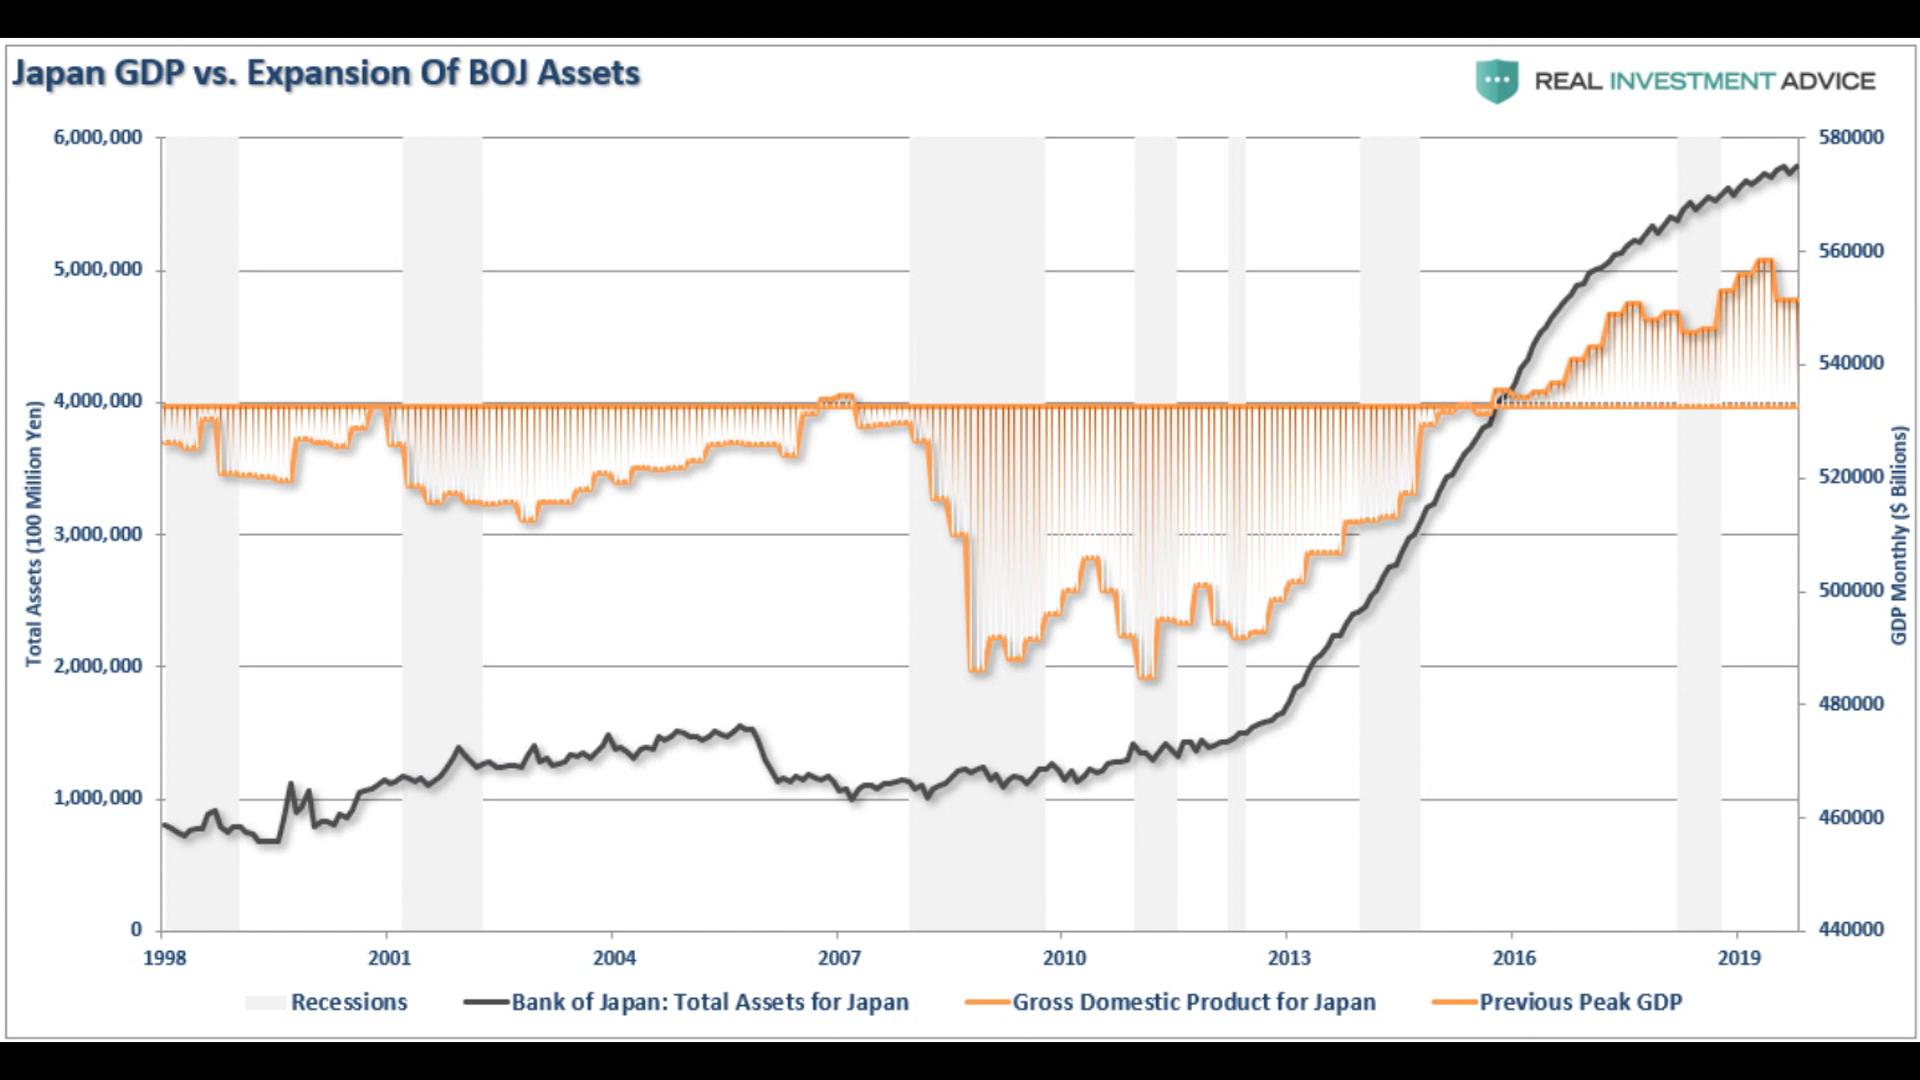 Japan GDP vs. Expansion Of BOJ Assets
REAL INVESTMENT ADVICE
Total Assets (100 Million Yen)
6,000,000
5,000,000
4,000,000
3,000,000
2,000,000
1,000,000
0
580000
560000
540000
520000
500000
480000
460000
440000
GDP Monthly ($ Billions)
1998 2001 2004 2007 2010 2013 2016 2019
Recessions Bank of Japan: Total Assets for Japan Gross Domestic Product for Japan Previous Peak GDP